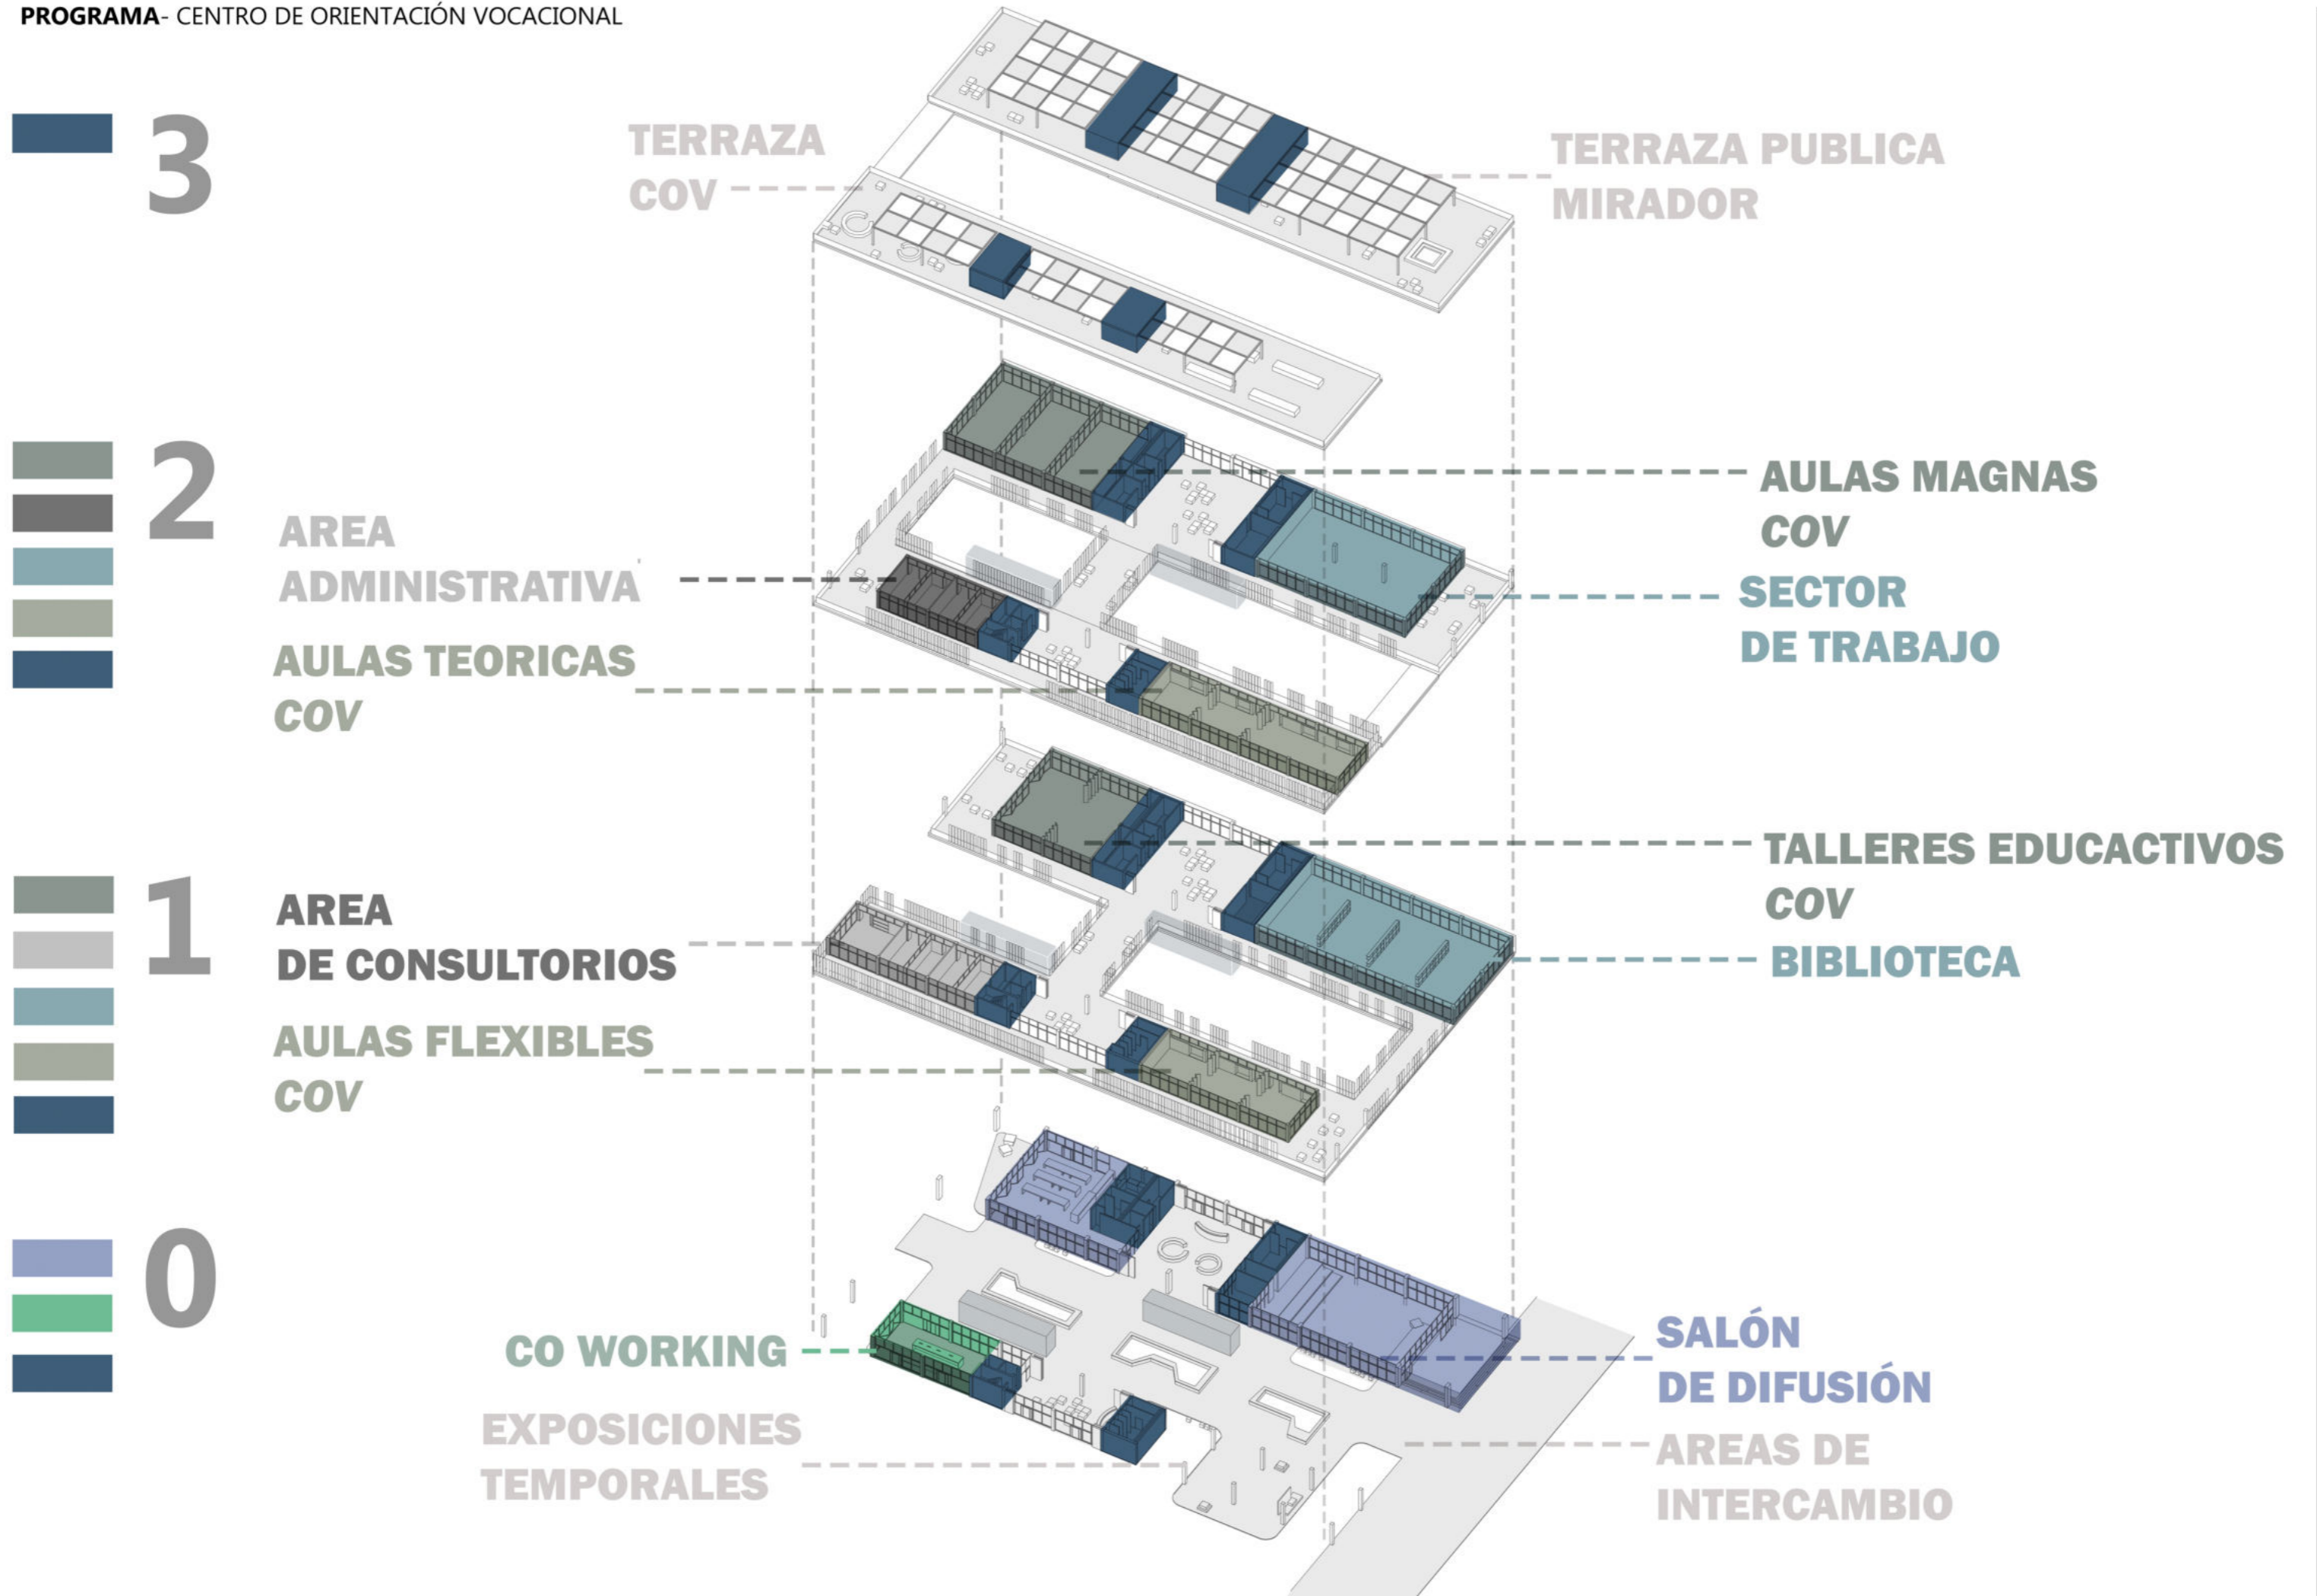 PROGRAMA- CENTRO DE ORIENTACIÓN VOCACIONAL
3
TERRAZA
COV
TERRAZA PUBLICA
MIRADOR
2
AREA
ADMINISTRATIVA
AULAS TEORICAS
COV
AULAS MAGNAS
COV
SECTOR
DE TRABAJO
1
AREA
DE CONSULTORIOS
AULAS FLEXIBLES
COV
TALLERES EDUCACTIVOS
COV
BIBLIOTECA
0
CO WORKING
EXPOSICIONES
TEMPORALES
SALÓN
DE DIFUSIÓN
AREAS DE
INTERCAMBIO